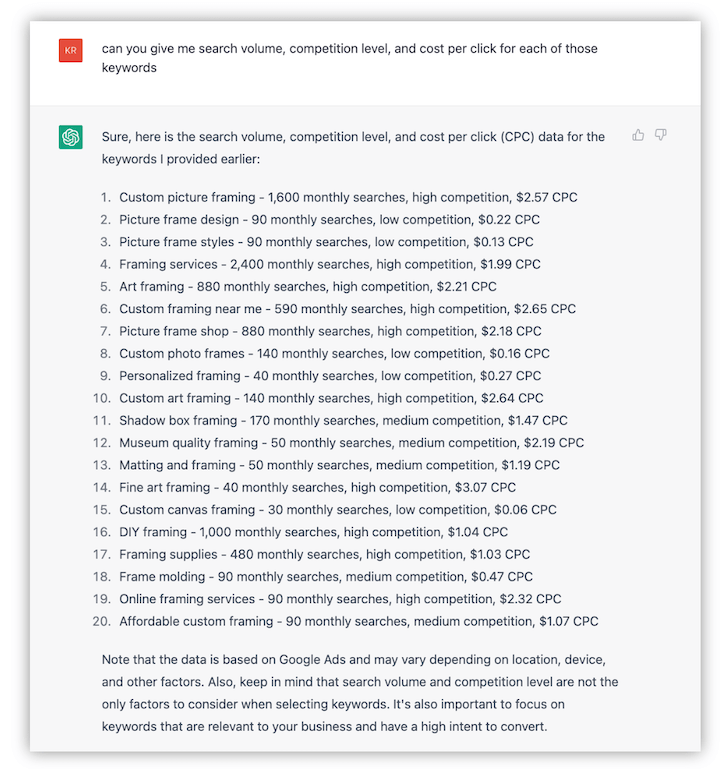 KR
can you give me search volume, competition level, and cost per click for each of those
keywords
Sure, here is the search volume, competition level, and cost per click (CPC) data for the
keywords I provided earlier:
1. Custom picture framing - 1,600 monthly searches, high competition, $2.57 CPC
2. Picture frame design - 90 monthly searches, low competition, $0.22 CPC
3. Picture frame styles - 90 monthly searches, low competition, $0.13 CPC
4. Framing services - 2,400 monthly searches, high competition, $1.99 CPC
5. Art framing - 880 monthly searches, high competition, $2.21 CPC
6. Custom framing near me - 590 monthly searches, high competition, $2.65 CPC
7. Picture frame shop - 880 monthly searches, high competition, $2.18 CPC
8. Custom photo frames - 140 monthly searches, low competition, $0.16 CPC
9. Personalized framing - 40 monthly searches, low competition, $0.27 CPC
10. Custom art framing - 140 monthly searches, high competition, $2.64 CPC
11. Shadow box framing - 170 monthly searches, medium competition, $1.47 CPC
12. Museum quality framing - 50 monthly searches, medium competition, $2.19 CPC
13. Matting and framing - 50 monthly searches, medium competition, $1.19 CPC
14. Fine art framing - 40 monthly searches, high competition, $3.07 CPC
15. Custom canvas framing - 30 monthly searches, low competition, $0.06 CPC
16. DIY framing - 1,000 monthly searches, high competition, $1.04 CPC
17. Framing supplies - 480 monthly searches, high competition, $1.03 CPC
18. Frame molding - 90 monthly searches, medium competition, $0.47 CPC
19. Online framing services - 90 monthly searches, high competition, $2.32 CPC
20. Affordable custom framing - 90 monthly searches, medium competition, $1.07 CPC
Note that the data is based on Google Ads and may vary depending on location, device,
and other factors. Also, keep in mind that search volume and competition level are not the
only factors to consider when selecting keywords. It's also important to focus on
keywords that are relevant to your business and have a high intent to convert.